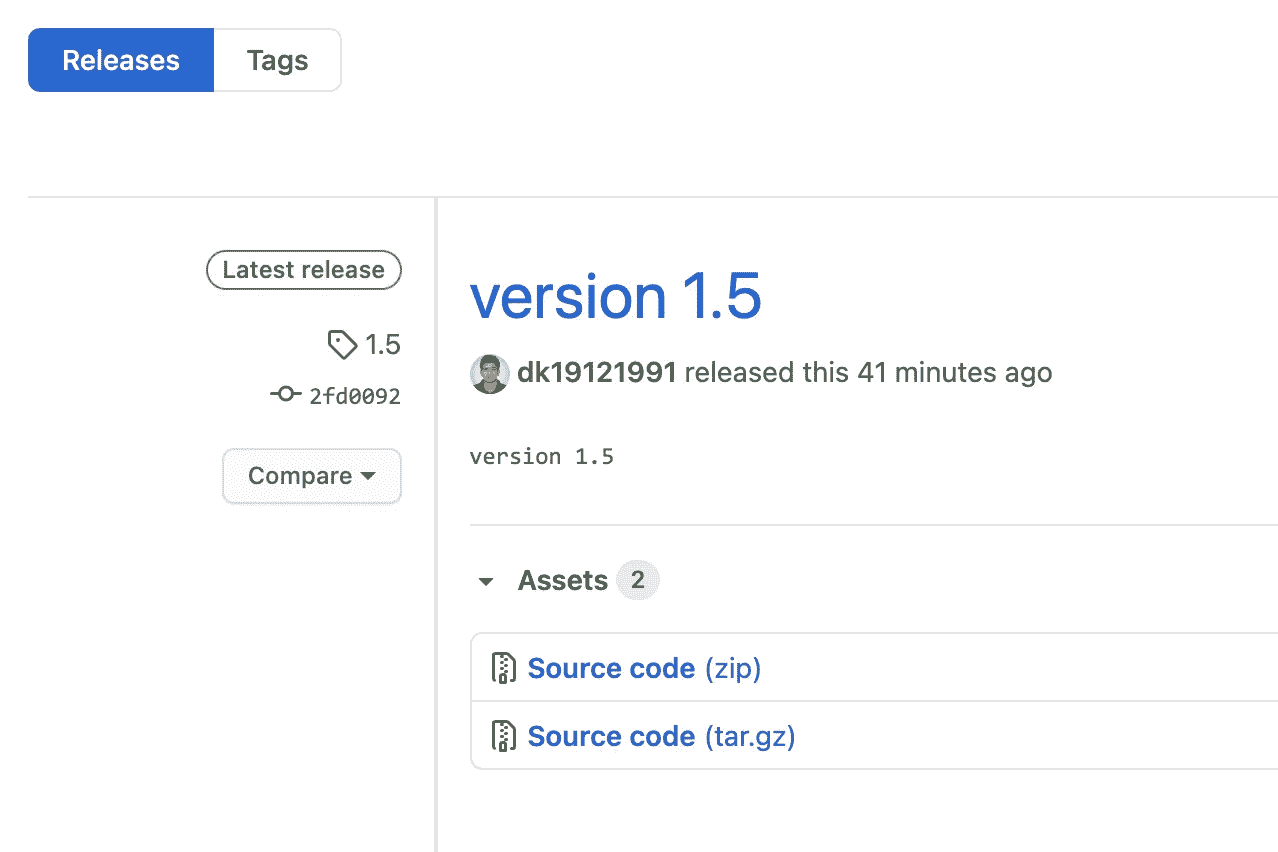 Releases Tags
Latest release
1.5
2fd0092
Compare
version 1.5
dk19121991 released this 41 minutes ago
version 1.5
Assets 2
Source code (zip)
Source code (tar.gz)